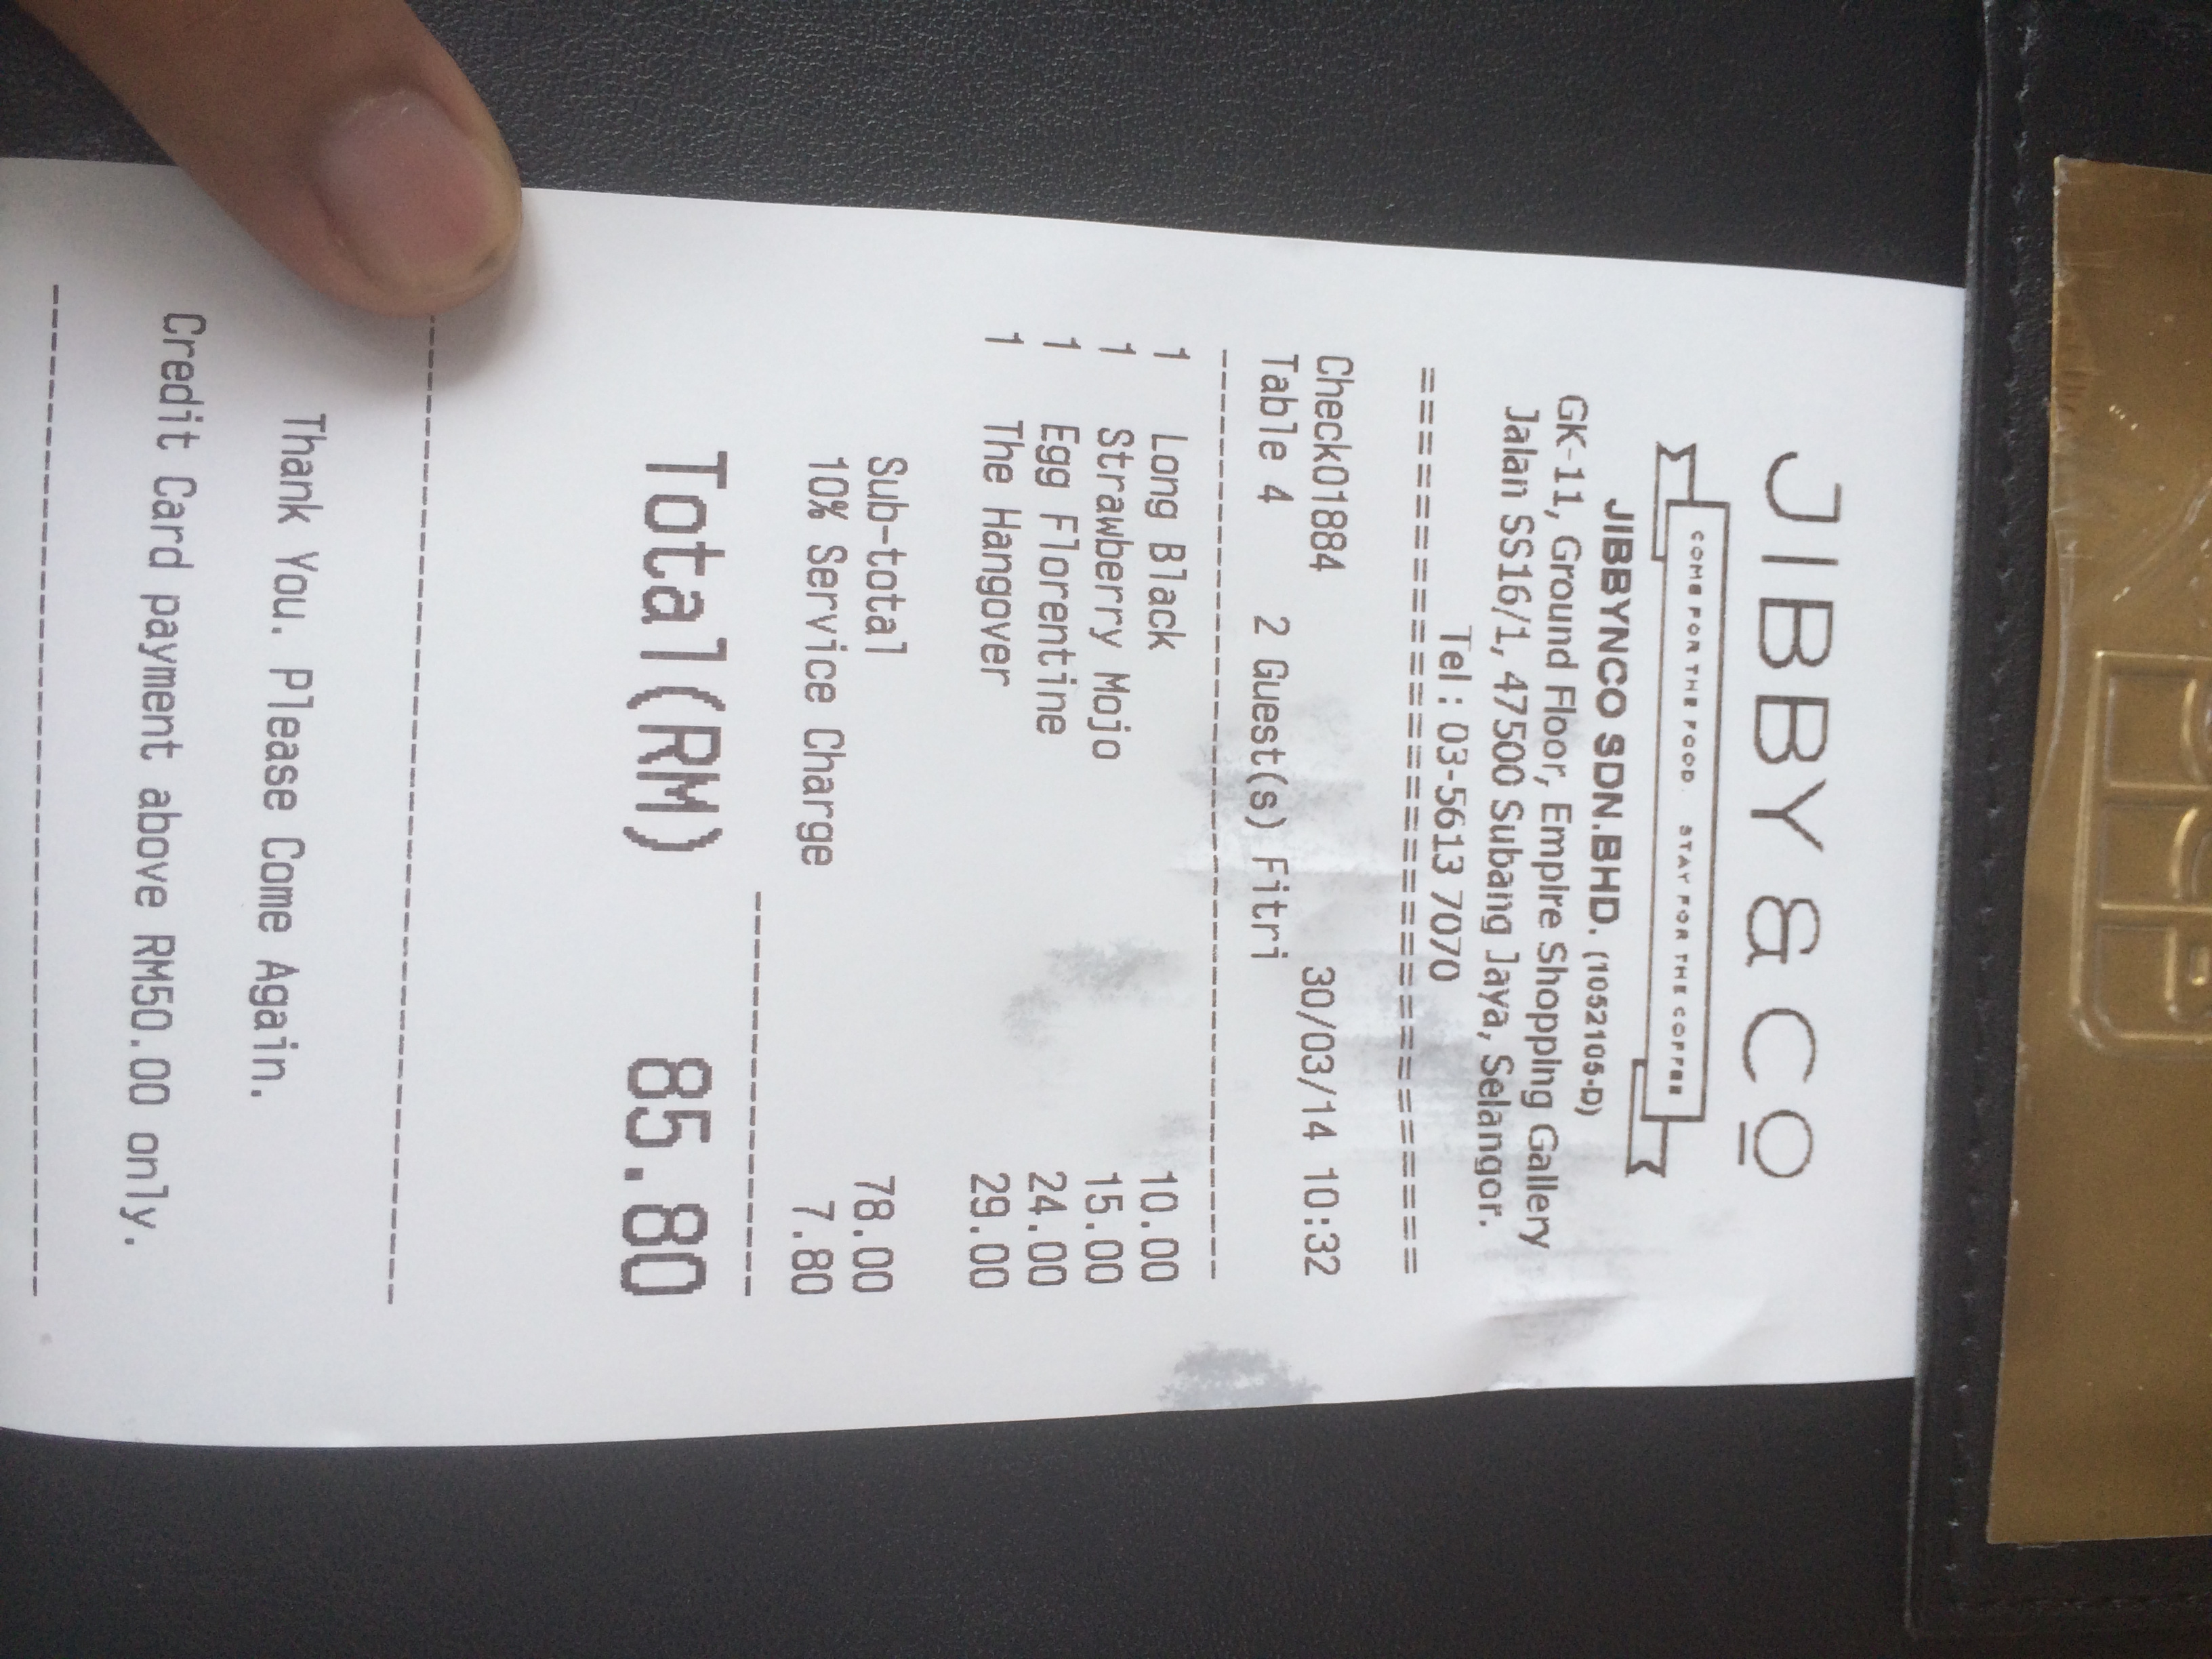 JIBBY & CO
COME FOR THE FOOD. STAY FOR THE COFFEE
JIBBYNCO SDN.BHD. (1052105-D)
GK-11, Ground Floor, Empire Shopping Gallery
Jalan SS16/1, 47500 Subang Jaya, Selangor.
Tel : 03-5613 7070
======================================
Check01884 30/03/14 10:32
Table 4 2 Guest(s) Fitri
----------------------------------------
1 Long Black 10.00
1 Strawberry Mojo 15.00
1 Egg Florentine 24.00
1 The Hangover 29.00
Sub-total 78.00
10% Service Charge 7.80
------------------
Total(RM) 85.80
----------------------------------------
Thank You. Please Come Again.
Credit Card payment above RM50.00 only.
----------------------------------------